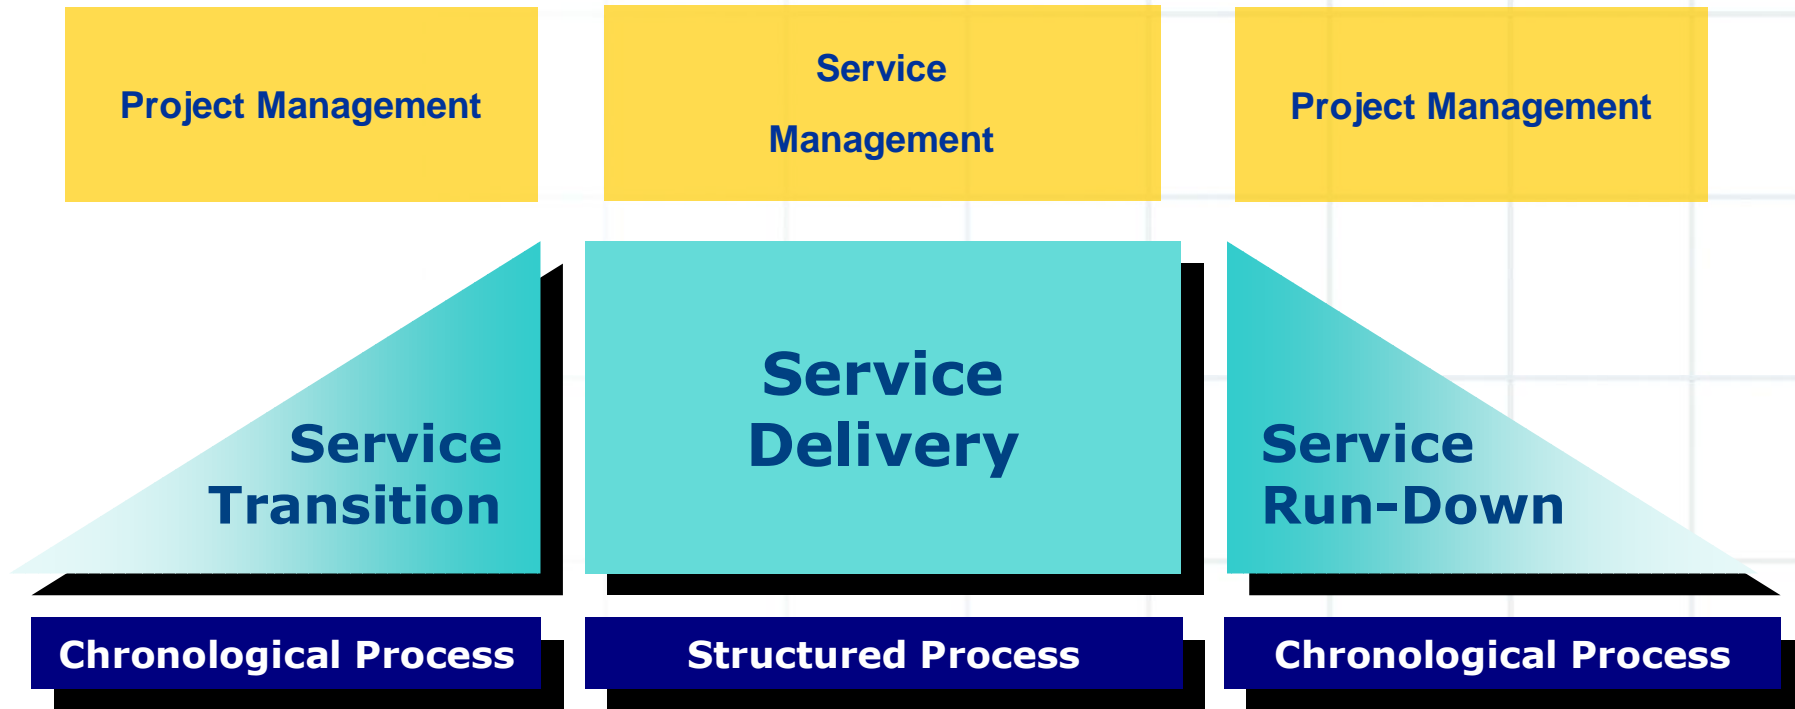 Project Management
Service
Management
Project Management
Service
Transition
Service
Delivery
Service
Run-Down
Chronological Process
Structured Process
Chronological Process